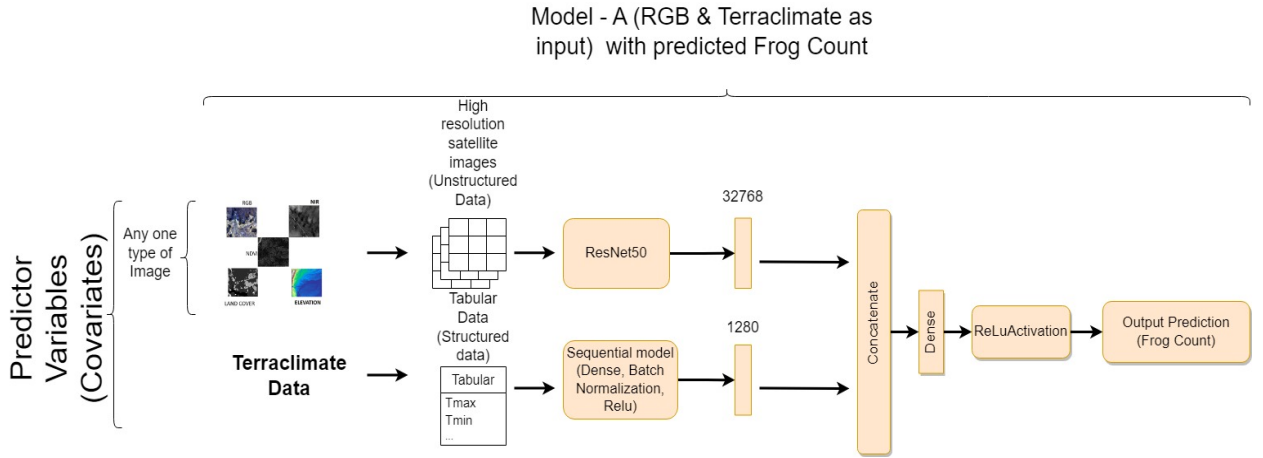 Model - A (RGB & Terraclimate as
input)  with predicted Frog Count
High
resolution
satellite
images
(Unstructured
Data)
32768
RGB
NIR
Any one
type of
Image
NDVI
LAND COVER
ELEVATION
ResNet50
Predictor
Variables
(Covariates)
Tabular
Data
(Structured
data)
1280
Terraclimate
Data
Tabular
Tmax
Tmin
...
Sequential model
(Dense, Batch
Normalization,
Relu)
Concatenate
Dense
ReLuActivation
Output Prediction
(Frog Count)